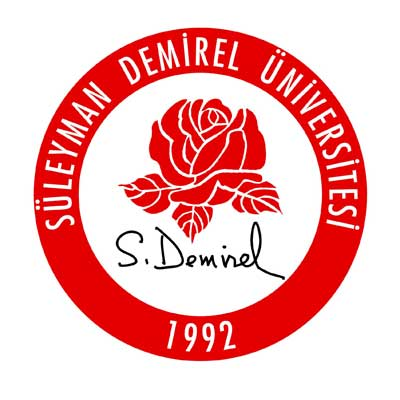 SÜLEYMAN DEMİREL ÜNİVERSİTESİ
S. Demirel
1992